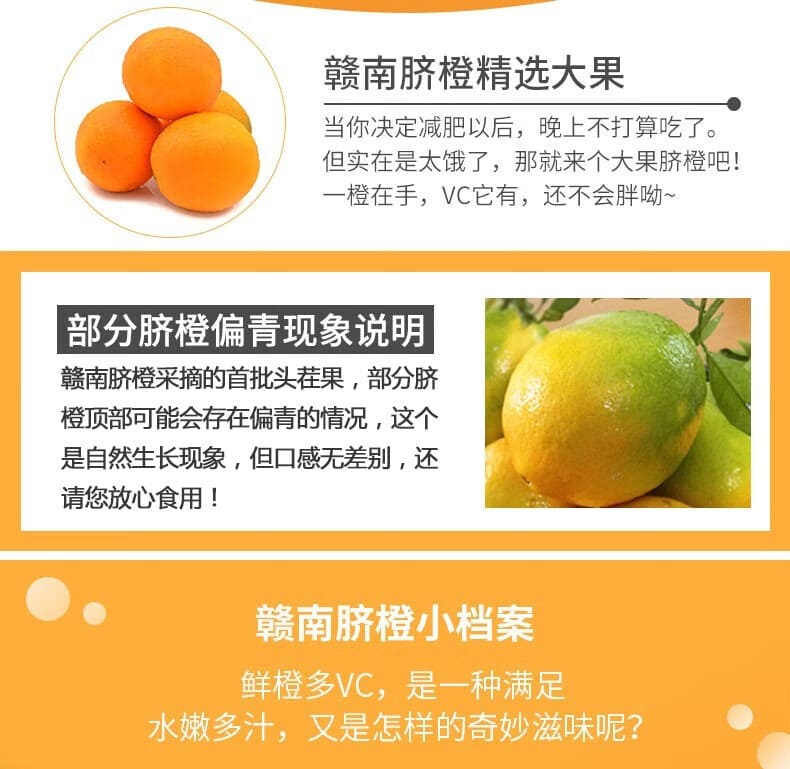 赣南脐橙精选大果
当你决定减肥以后，晚上不打算吃了。
但实在是太饿了，那就来个大果脐橙吧！
一橙在手，VC它有，还不会胖呦~
部分脐橙偏青现象说明
赣南脐橙采摘的首批头茬果，部分脐
橙顶部可能会存在偏青的情况，这个
是自然生长现象，但口感无差别，还
请您放心食用！
赣南脐橙小档案
鲜橙多VC，是一种满足
水嫩多汁，又是怎样的奇妙滋味呢？